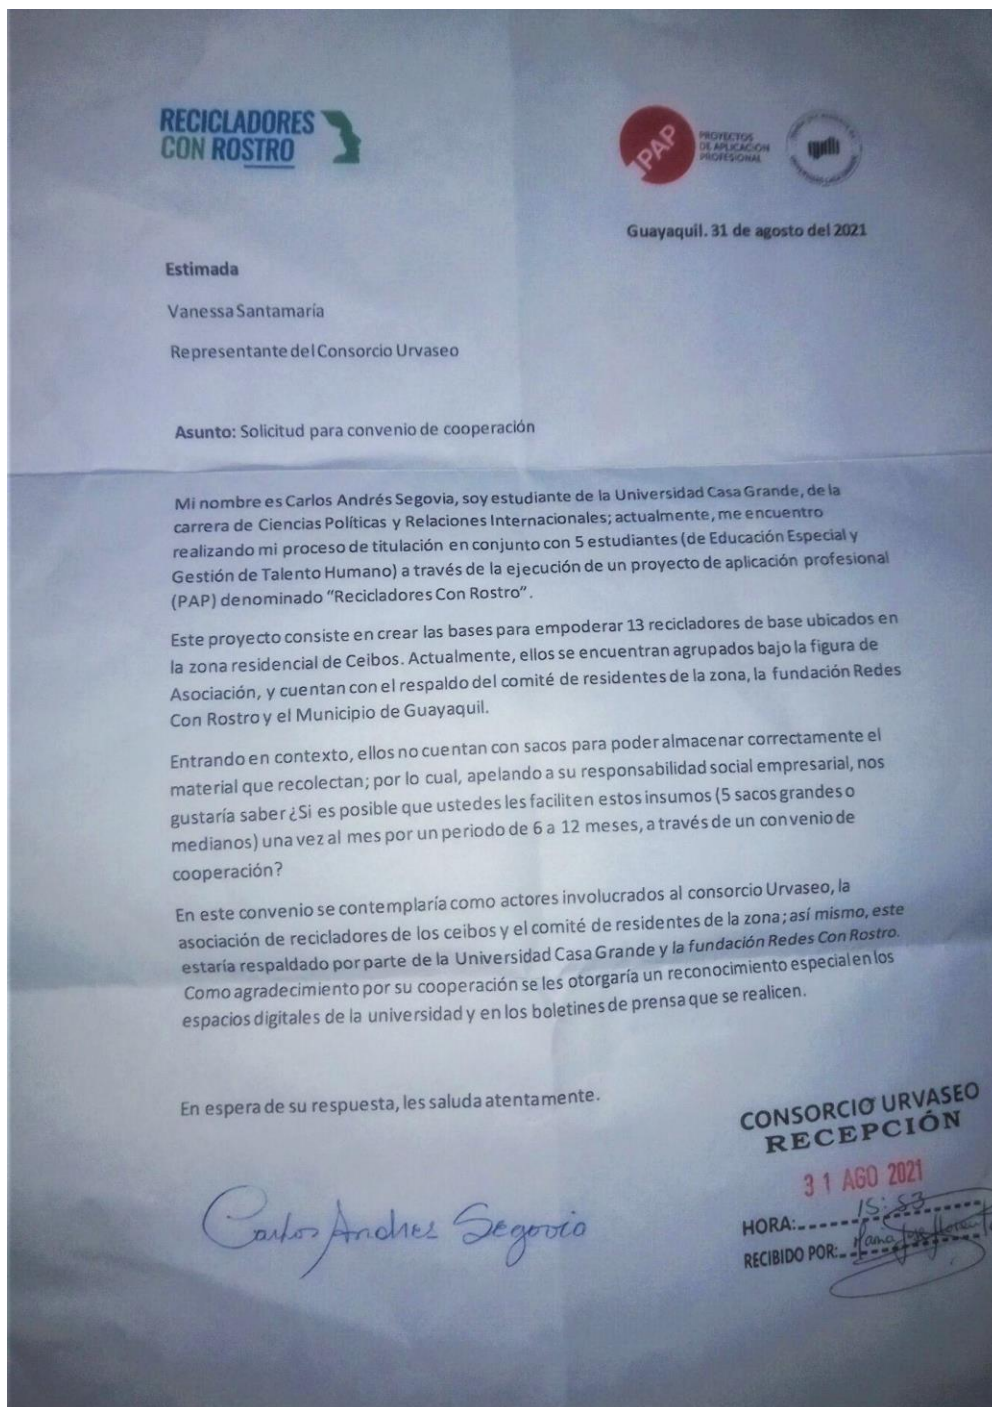 RECICLADORES
CON ROSTRO
PAP
PROYECTOS
DE APLICACIÓN
PROFESIONAL
Guayaquil. 31 de agosto del 2021
Estimada
Vanessa Santamaría
Representante del Consorcio Urvaseo
Asunto: Solicitud para convenio de cooperación
Mi nombre es Carlos Andrés Segovia, soy estudiante de la Universidad Casa Grande, de la
carrera de Ciencias Políticas y Relaciones Internacionales; actualmente, me encuentro
realizando mi proceso de titulación en conjunto con 5 estudiantes (de Educación Especial y
Gestión de Talento Humano) a través de la ejecución de un proyecto de aplicación profesional
(PAP) denominado “Recicladores Con Rostro”.
Este proyecto consiste en crear las bases para empoderar 13 recicladores de base ubicados en
la zona residencial de Ceibos. Actualmente, ellos se encuentran agrupados bajo la figura de
Asociación, y cuentan con el respaldo del comité de residentes de la zona, la fundación Redes
Con Rostro y el Municipio de Guayaquil.
Entrando en contexto, ellos no cuentan con sacos para poder almacenar correctamente el
material que recolectan; por lo cual, apelando a su responsabilidad social empresarial, nos
gustaría saber ¿Si es posible que ustedes les faciliten estos insumos (5 sacos grandes o
medianos) una vez al mes por un periodo de 6 a 12 meses, a través de un convenio de
cooperación?
En este convenio se contemplaría como actores involucrados al consorcio Urvaseo, la
asociación de recicladores de los ceibos y el comité de residentes de la zona; así mismo, este
estaría respaldado por parte de la Universidad Casa Grande y la fundación Redes Con Rostro.
Como agradecimiento por su cooperación se les otorgaría un reconocimiento especial en los
espacios digitales de la universidad y en los boletines de prensa que se realicen.
En espera de su respuesta, les saluda atentamente.
CONSORCIO URVASEO
RECEPCIÓN
31 AGO 2021
HORA: 15:53
RECIBIDO POR:
Carlos Andres Segovia